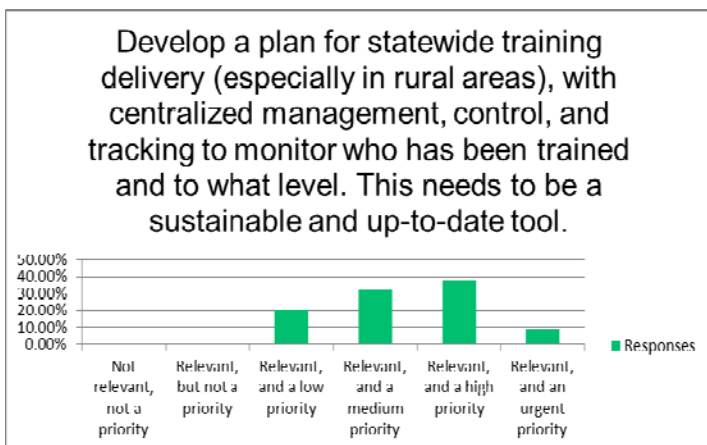 Develop a plan for statewide training
delivery (especially in rural areas), with
centralized management, control, and
tracking to monitor who has been trained
and to what level. This needs to be a
sustainable and up-to-date tool.
50.00%
40.00%
30.00%
20.00%
10.00%
0.00%
Not
relevant,
not a
priority
Relevant,
but not a
priority
Relevant,
and a low
priority
Relevant,
and a
medium
priority
Relevant,
and a high
priority
Relevant,
and an
urgent
priority
Responses